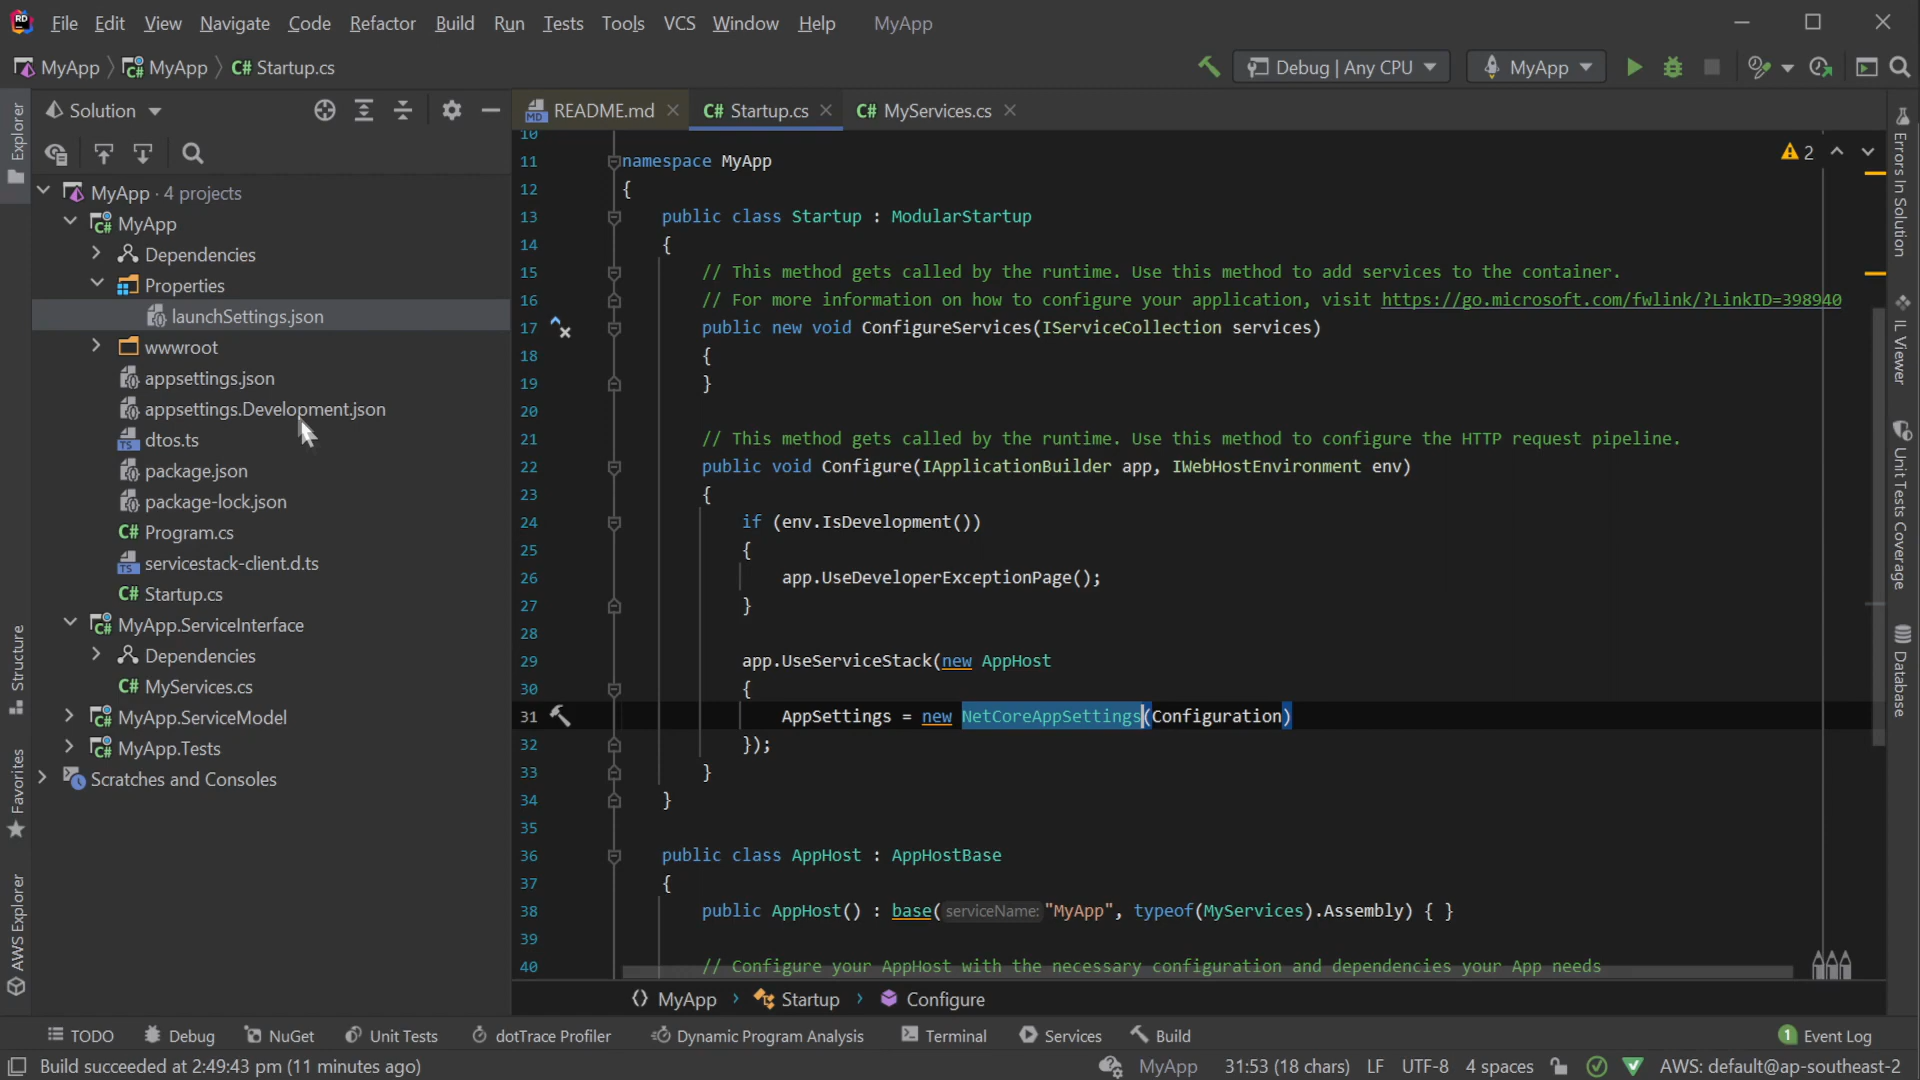 File Edit View Navigate Code Refactor Build Run Tests Tools VCS Window Help MyApp
MyApp MyApp C# Startup.cs Debug | Any CPU MyApp
Solution
README.md C# Startup.cs C# MyServices.cs
Explorer
Structure
Favorites
AWS Explorer
MyApp · 4 projects
MyApp
Dependencies
Properties
launchSettings.json
wwwroot
appsettings.json
appsettings.Development.json
dtos.ts
package.json
package-lock.json
C# Program.cs
servicestack-client.d.ts
C# Startup.cs
MyApp.ServiceInterface
Dependencies
C# MyServices.cs
MyApp.ServiceModel
MyApp.Tests
Scratches and Consoles
2
10
11 namespace MyApp
12 {
13 public class Startup : ModularStartup
14 {
15 // This method gets called by the runtime. Use this method to add services to the container.
16 // For more information on how to configure your application, visit https://go.microsoft.com/fwlink/?LinkID=398940
17 public new void ConfigureServices(IServiceCollection services)
18 {
19 }
20
21 // This method gets called by the runtime. Use this method to configure the HTTP request pipeline.
22 public void Configure(IApplicationBuilder app, IWebHostEnvironment env)
23 {
24 if (env.IsDevelopment())
25 {
26 app.UseDeveloperExceptionPage();
27 }
28
29 app.UseServiceStack(new AppHost
30 {
31 AppSettings = new NetCoreAppSettings(Configuration)
32 });
33 }
34 }
35
36 public class AppHost : AppHostBase
37 {
38 public AppHost() : base(serviceName: "MyApp", typeof(MyServices).Assembly) { }
39
40 // Configure your AppHost with the necessary configuration and dependencies your App needs
Errors In Solution
IL Viewer
Unit Tests Coverage
Database
MyApp Startup Configure
TODO Debug NuGet Unit Tests dotTrace Profiler Dynamic Program Analysis Terminal Services Build 1 Event Log
Build succeeded at 2:49:43 pm (11 minutes ago) MyApp 31:53 (18 chars) LF UTF-8 4 spaces AWS: default@ap-southeast-2